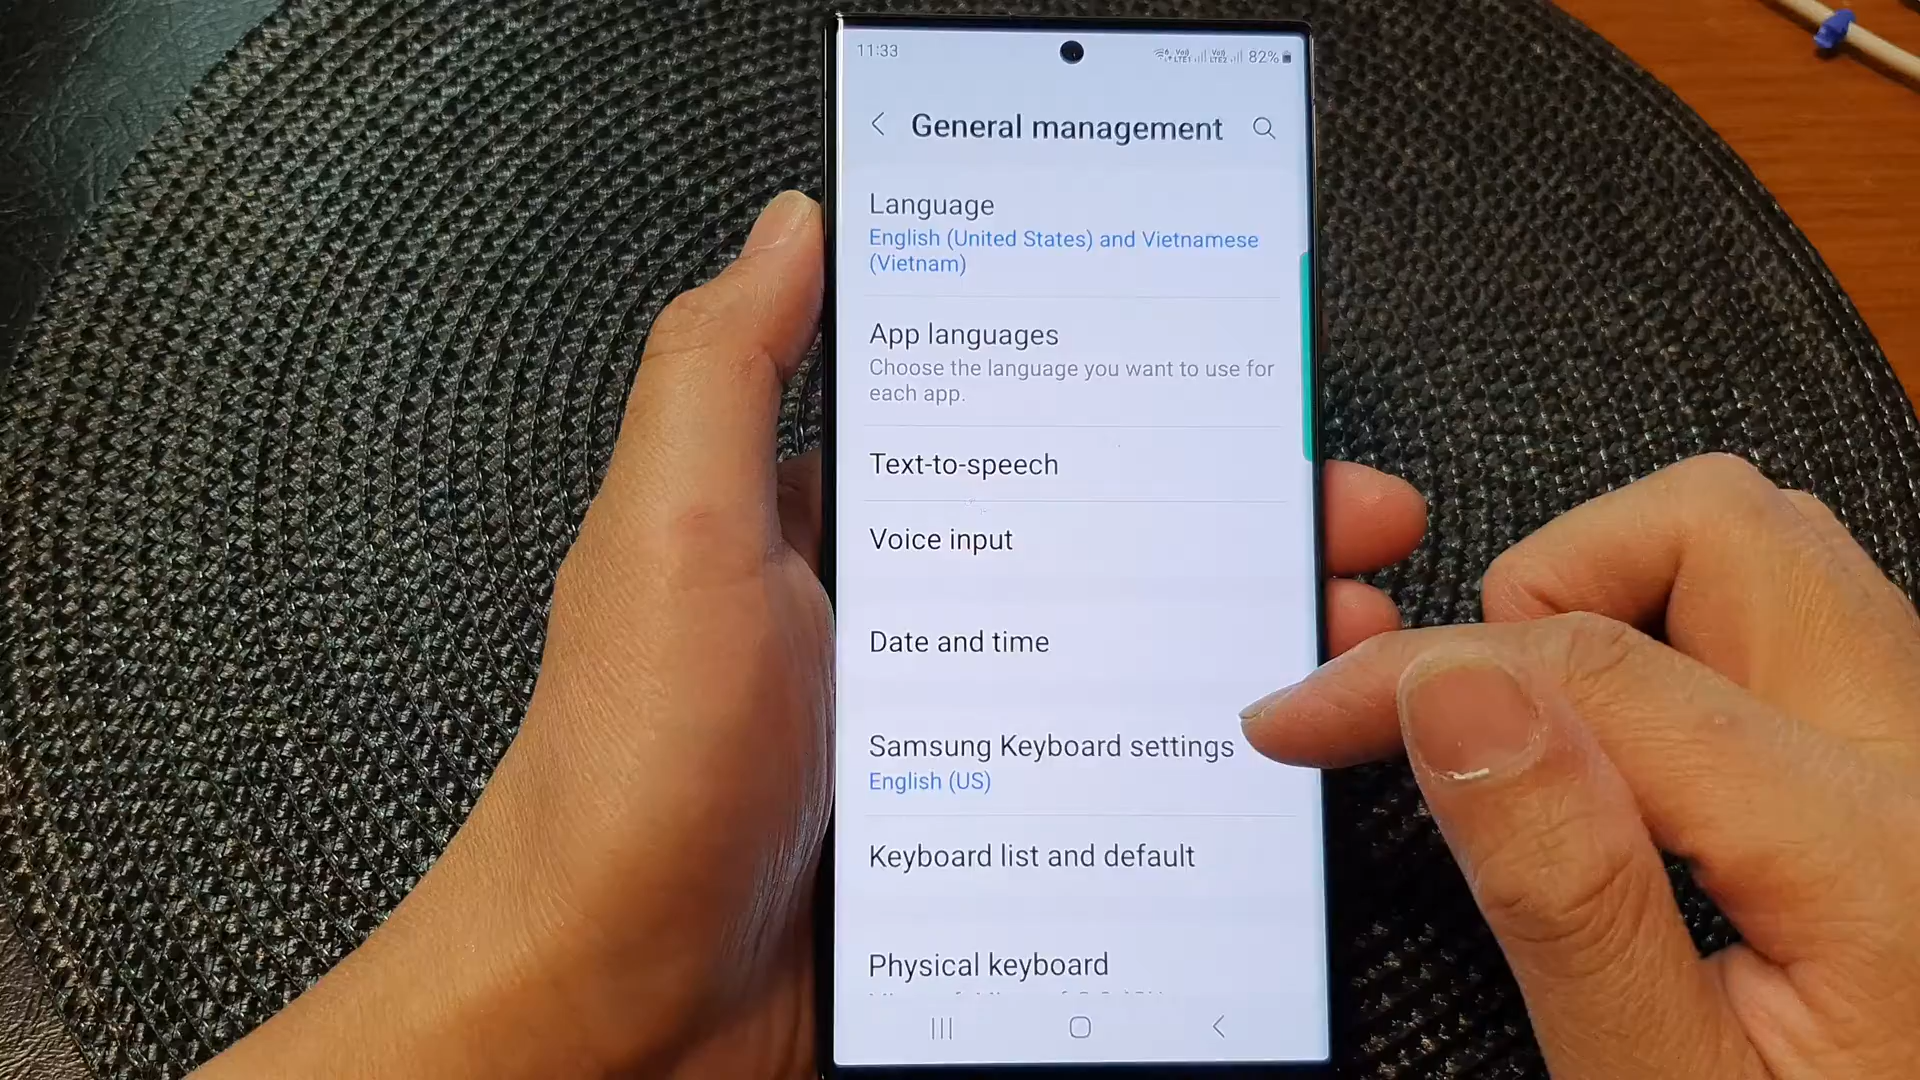 11:33
82%
General management
Language
English (United States) and Vietnamese
(Vietnam)
App languages
Choose the language you want to use for
each app.
Text-to-speech
Voice input
Date and time
Samsung Keyboard settings
English (US)
Keyboard list and default
Physical keyboard